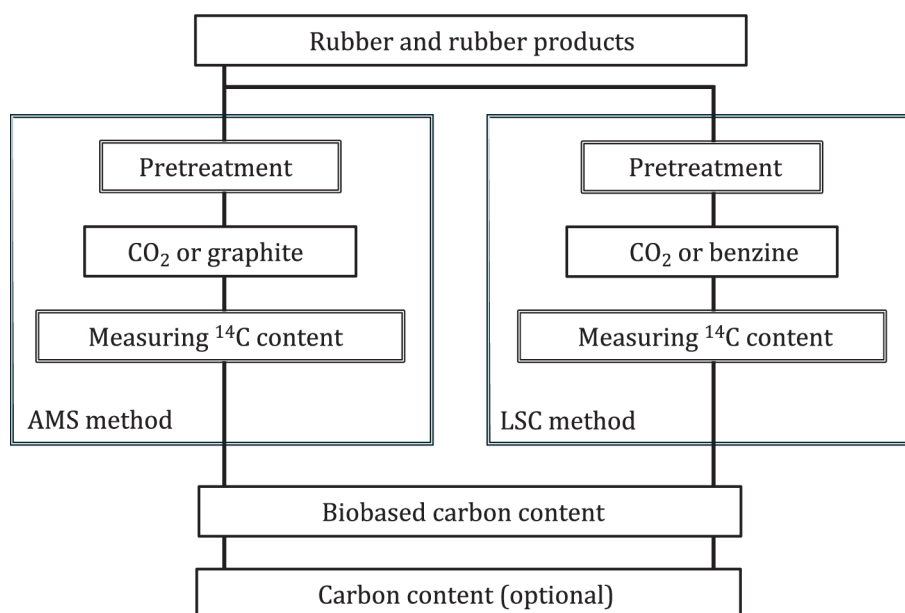 Rubber and rubber products
Pretreatment
CO₂ or graphite
Measuring ¹⁴C content
AMS method
Pretreatment
CO₂ or benzine
Measuring ¹⁴C content
LSC method
Biobased carbon content
Carbon content (optional)